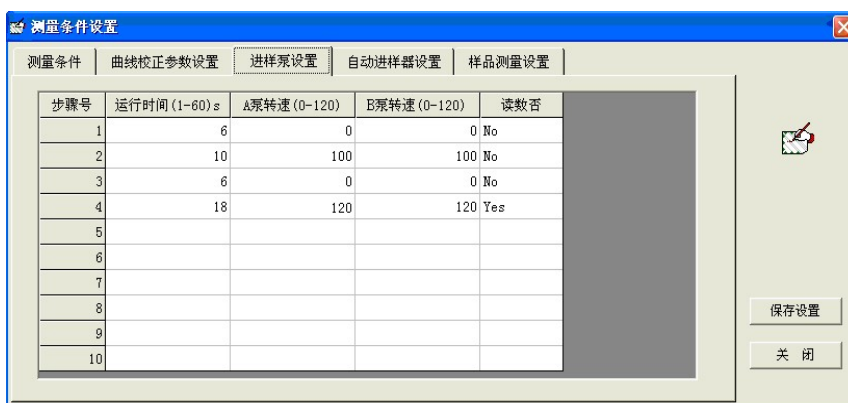 测量条件设置
测量条件 曲线校正参数设置 进样泵设置 自动进样器设置 样品测量设置
步骤号 运行时间(1-60)s A泵转速(0-120) B泵转速(0-120) 读数否
1 6 0 0 No
2 10 100 100 No
3 6 0 0 No
4 18 120 120 Yes
5
6
7
8
9
10
保存设置
关 闭